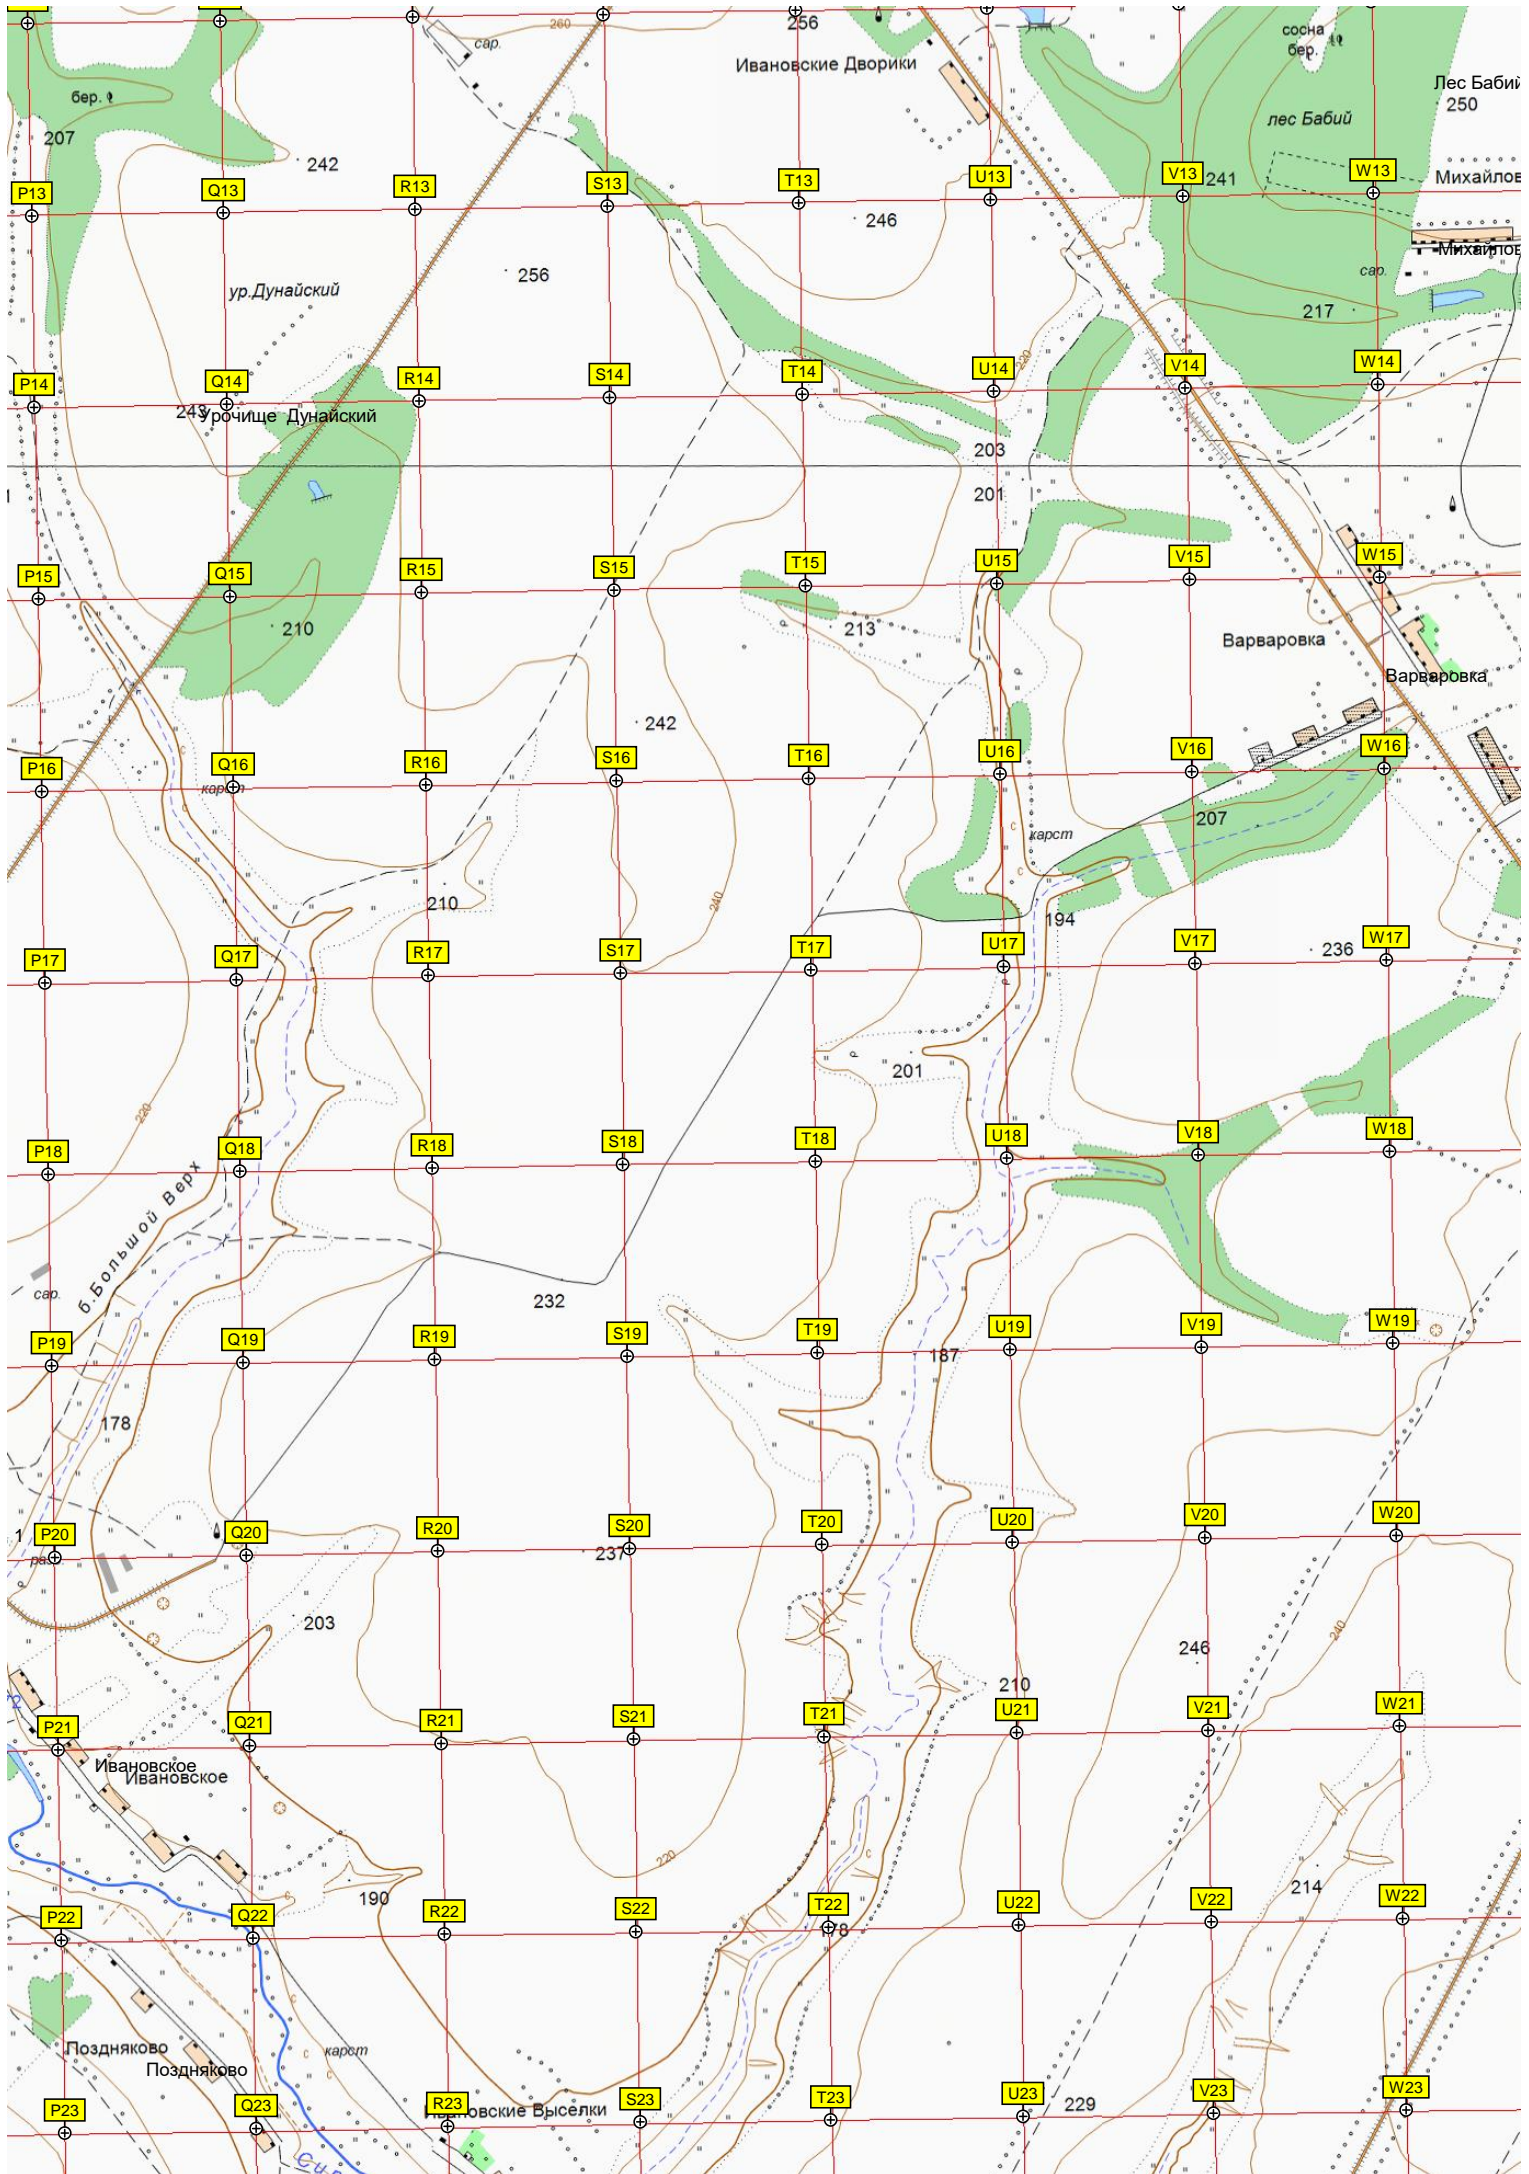 260
256
сар.
Ивановские Дворики
сосна
бер.
Лес Бабий
250
бер.
207
лес Бабий
242
P13
Q13
R13
S13
T13
U13
V13
241
W13
246
256
ур.Дунайский
сар.
217
220
P14
Q14
R14
S14
T14
U14
V14
W14
243
Урочище Дунайский
203
201
P15
Q15
R15
S15
T15
U15
V15
W15
210
213
Варваровка
Варваровка
242
P16
Q16
R16
S16
T16
U16
V16
W16
карст
207
карст
210
240
194
236
P17
Q17
R17
S17
T17
U17
V17
W17
201
220
P18
Q18
R18
S18
T18
U18
V18
W18
б.Большой Верх
сар.
232
P19
Q19
R19
S19
T19
U19
V19
W19
187
178
P20
Q20
R20
S20
T20
U20
V20
W20
237
203
246
240
210
P21
Q21
R21
S21
T21
U21
V21
W21
Ивановское
Ивановское
220
190
214
P22
Q22
R22
S22
T22
U22
V22
W22
178
Поздняково
Поздняково
карст
P23
Q23
R23
S23
T23
U23
V23
W23
Ивановские Выселки
229